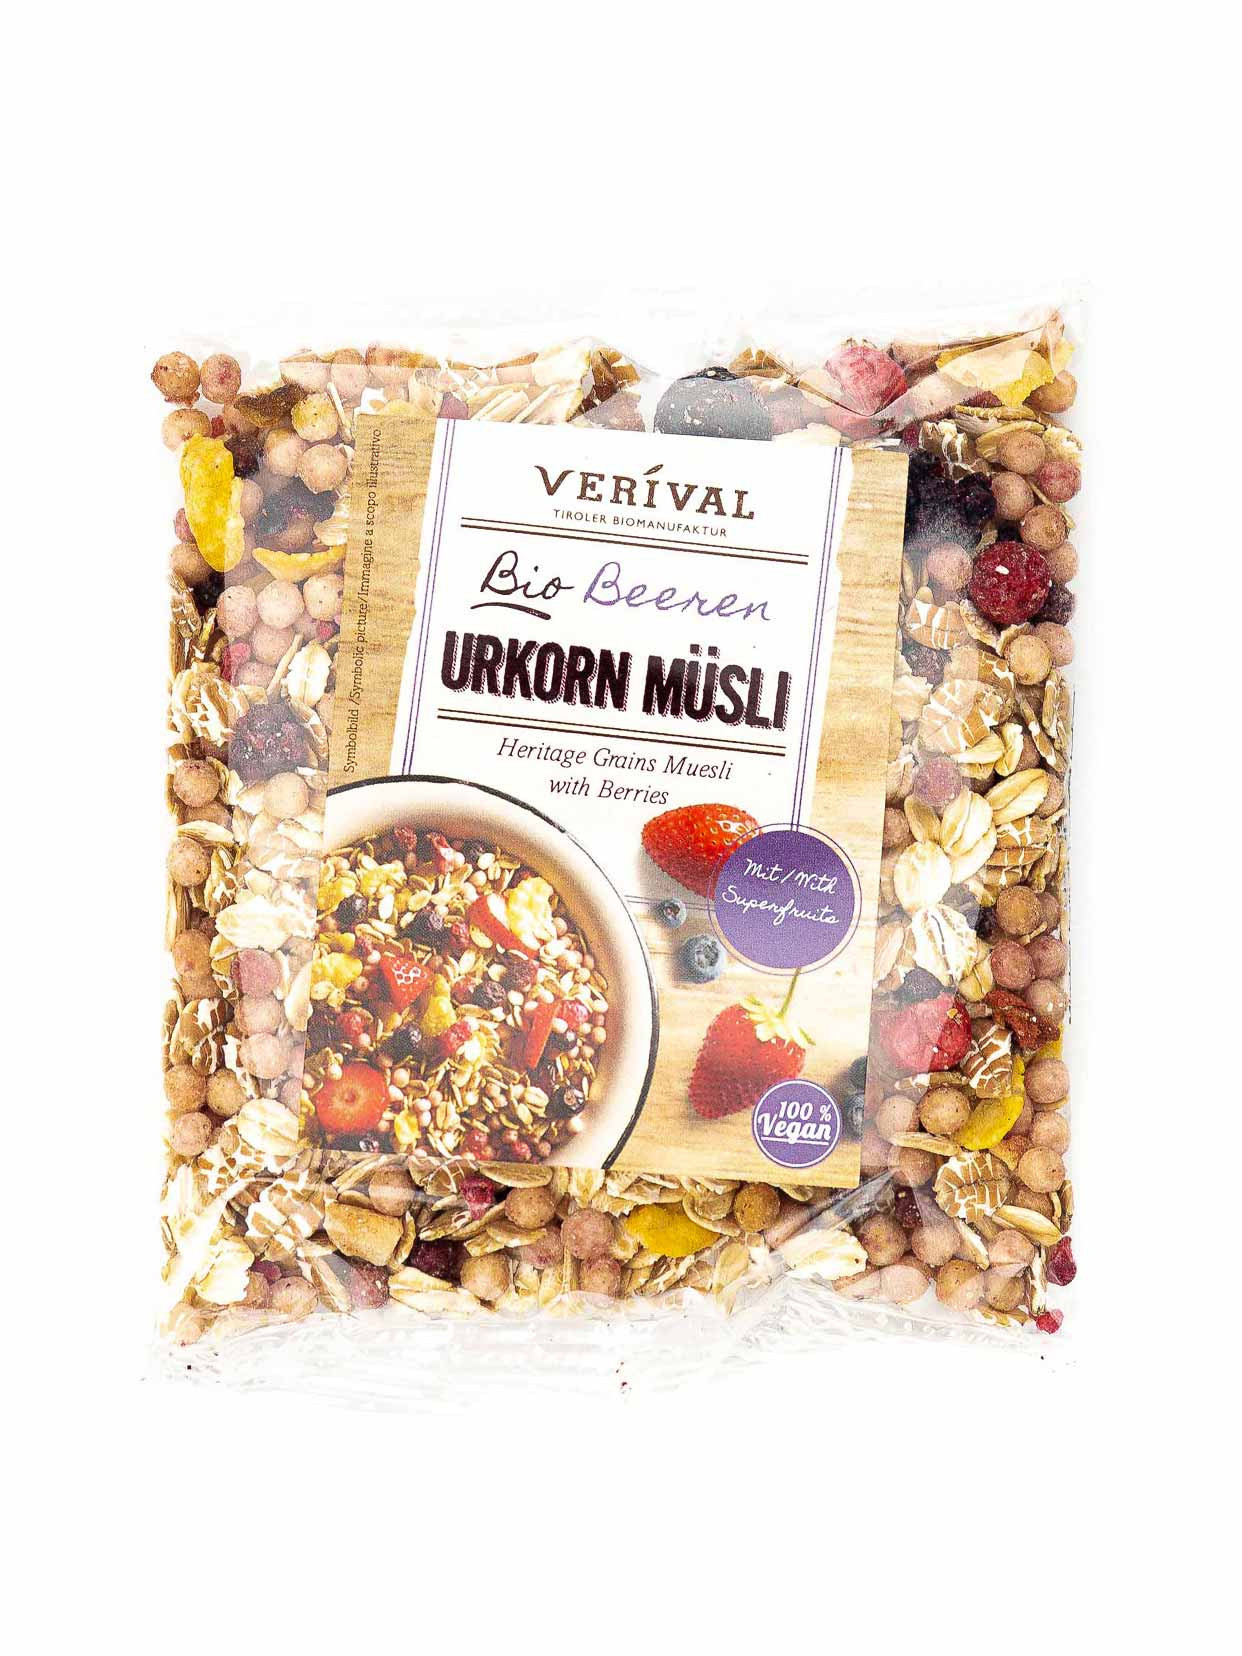 VERÍVAL
TIROLER BIOMANUFAKTUR
Bio Beeren
URKORN MÜSLI
Heritage Grains Muesli
with Berries
Mit/With
Superfruits
100 %
Vegan
Symbolbild /Symbolic picture/Immagine a scopo illustrativo